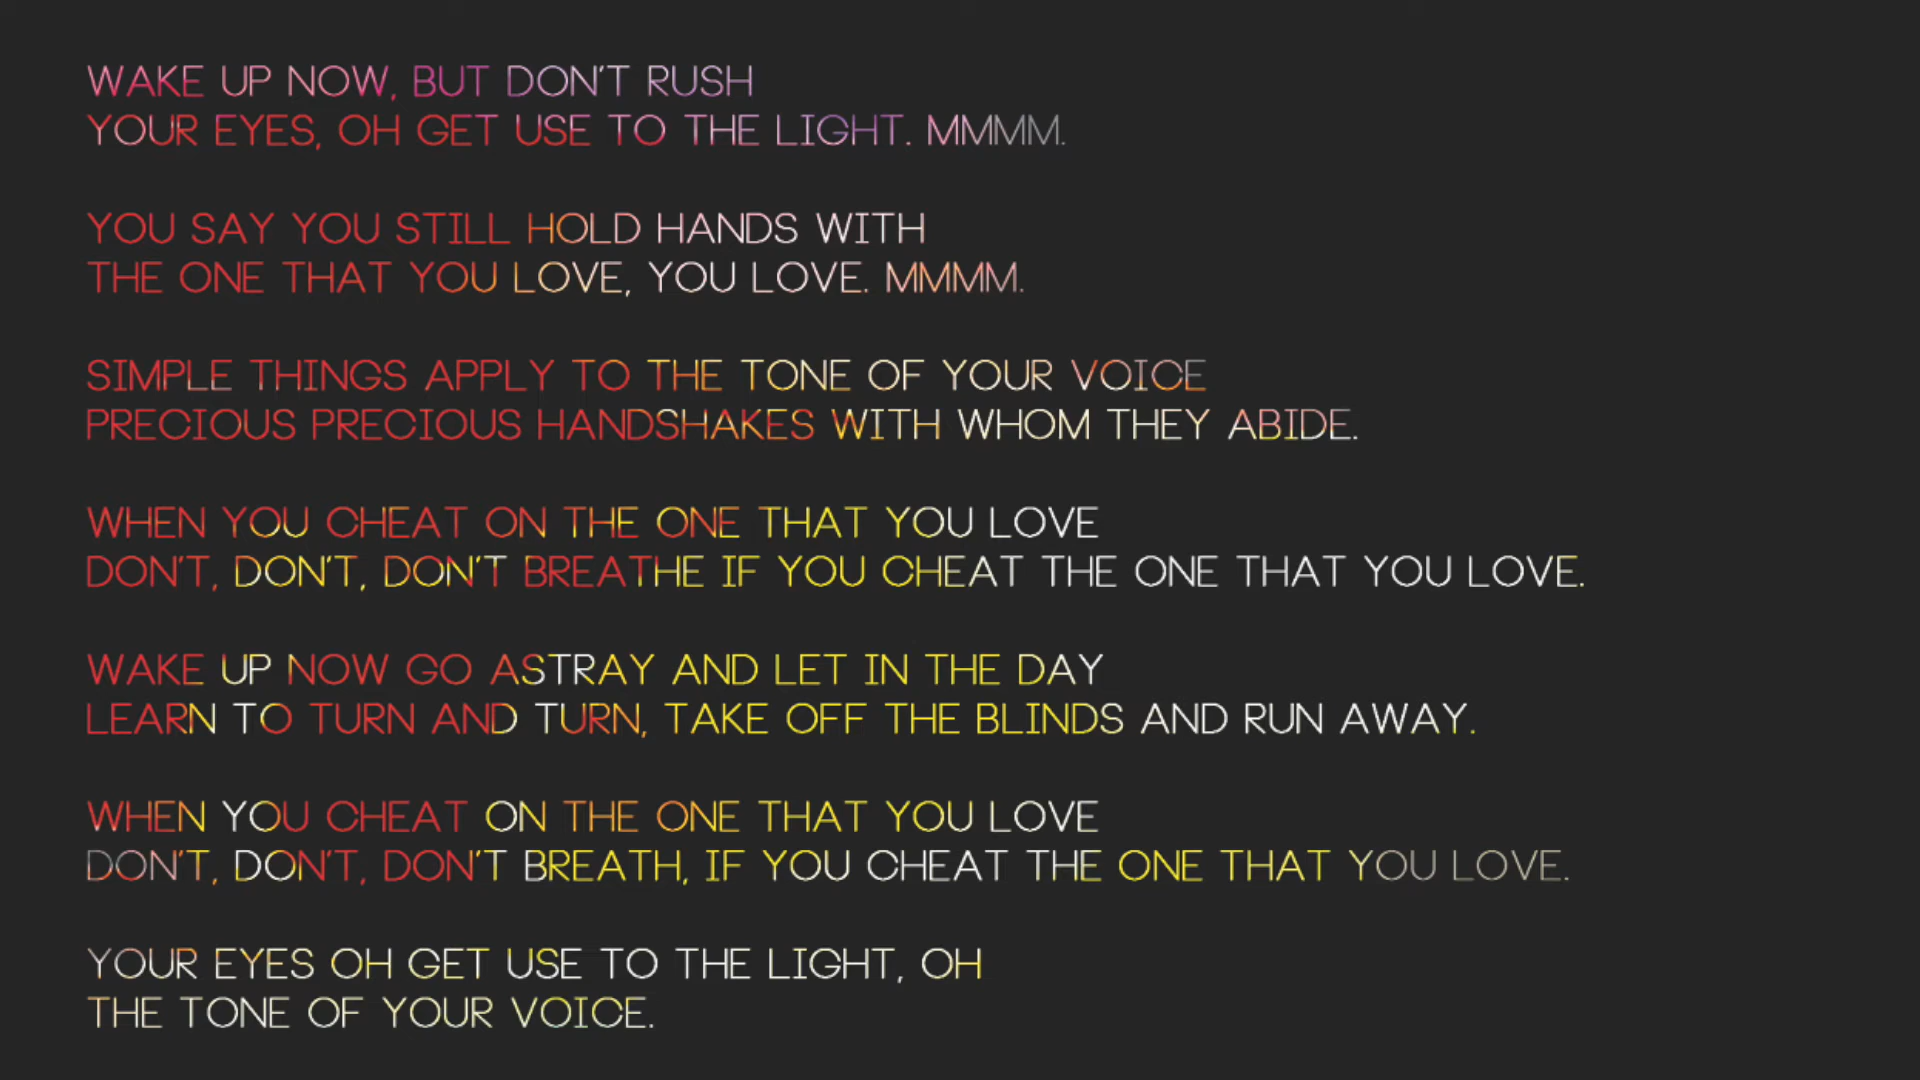 WAKE UP NOW, BUT DON'T RUSH
YOUR EYES, OH GET USE TO THE LIGHT. MMMM.
YOU SAY YOU STILL HOLD HANDS WITH
THE ONE THAT YOU LOVE, YOU LOVE. MMMM.
SIMPLE THINGS APPLY TO THE TONE OF YOUR VOICE
PRECIOUS PRECIOUS HANDSHAKES WITH WHOM THEY ABIDE.
WHEN YOU CHEAT ON THE ONE THAT YOU LOVE
DON'T, DON'T, DON'T BREATHE IF YOU CHEAT THE ONE THAT YOU LOVE.
WAKE UP NOW GO ASTRAY AND LET IN THE DAY
LEARN TO TURN AND TURN, TAKE OFF THE BLINDS AND RUN AWAY.
WHEN YOU CHEAT ON THE ONE THAT YOU LOVE
DON'T, DON'T, DON'T BREATH, IF YOU CHEAT THE ONE THAT YOU LOVE.
YOUR EYES OH GET USE TO THE LIGHT, OH
THE TONE OF YOUR VOICE.